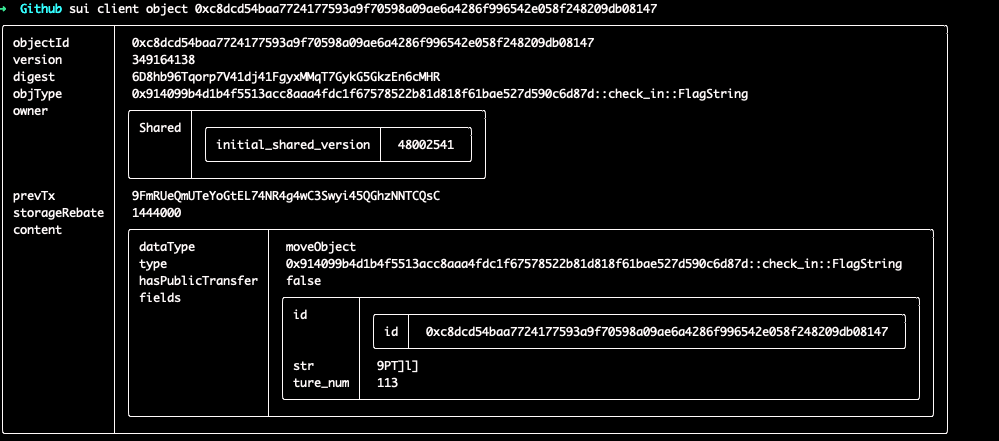 → Github sui client object 0xc8dcd54baa7724177593a9f70598a09ae6a4286f996542e058f248209db08147
objectId 0xc8dcd54baa7724177593a9f70598a09ae6a4286f996542e058f248209db08147
version 349164138
digest 6D8hb96Tqorp7V41dj41FgyxMMqT7GykG5GkzEn6cMHR
objType 0x914099b4d1b4f5513acc8aaa4fdc1f67578522b81d818f61bae527d590c6d87d::check_in::FlagString
owner
Shared
initial_shared_version 48002541
prevTx 9FmRUeQmUTeYoGtEL74NR4g4wC3Swyi45QGhzNNTCQsC
storageRebate 1444000
content
dataType moveObject
type 0x914099b4d1b4f5513acc8aaa4fdc1f67578522b81d818f61bae527d590c6d87d::check_in::FlagString
hasPublicTransfer false
fields
id
id 0xc8dcd54baa7724177593a9f70598a09ae6a4286f996542e058f248209db08147
str 9PT]l]
ture_num 113